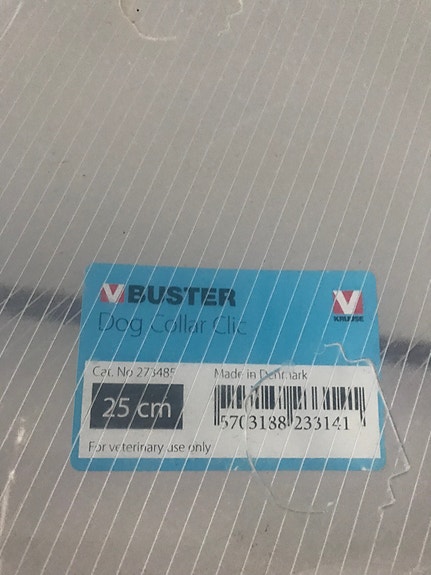 BUSTER
KRUUSE
Dog Collar Clic
Cat. No 273485
Made in Denmark
25 cm
5703188 233141
For veterinary use only